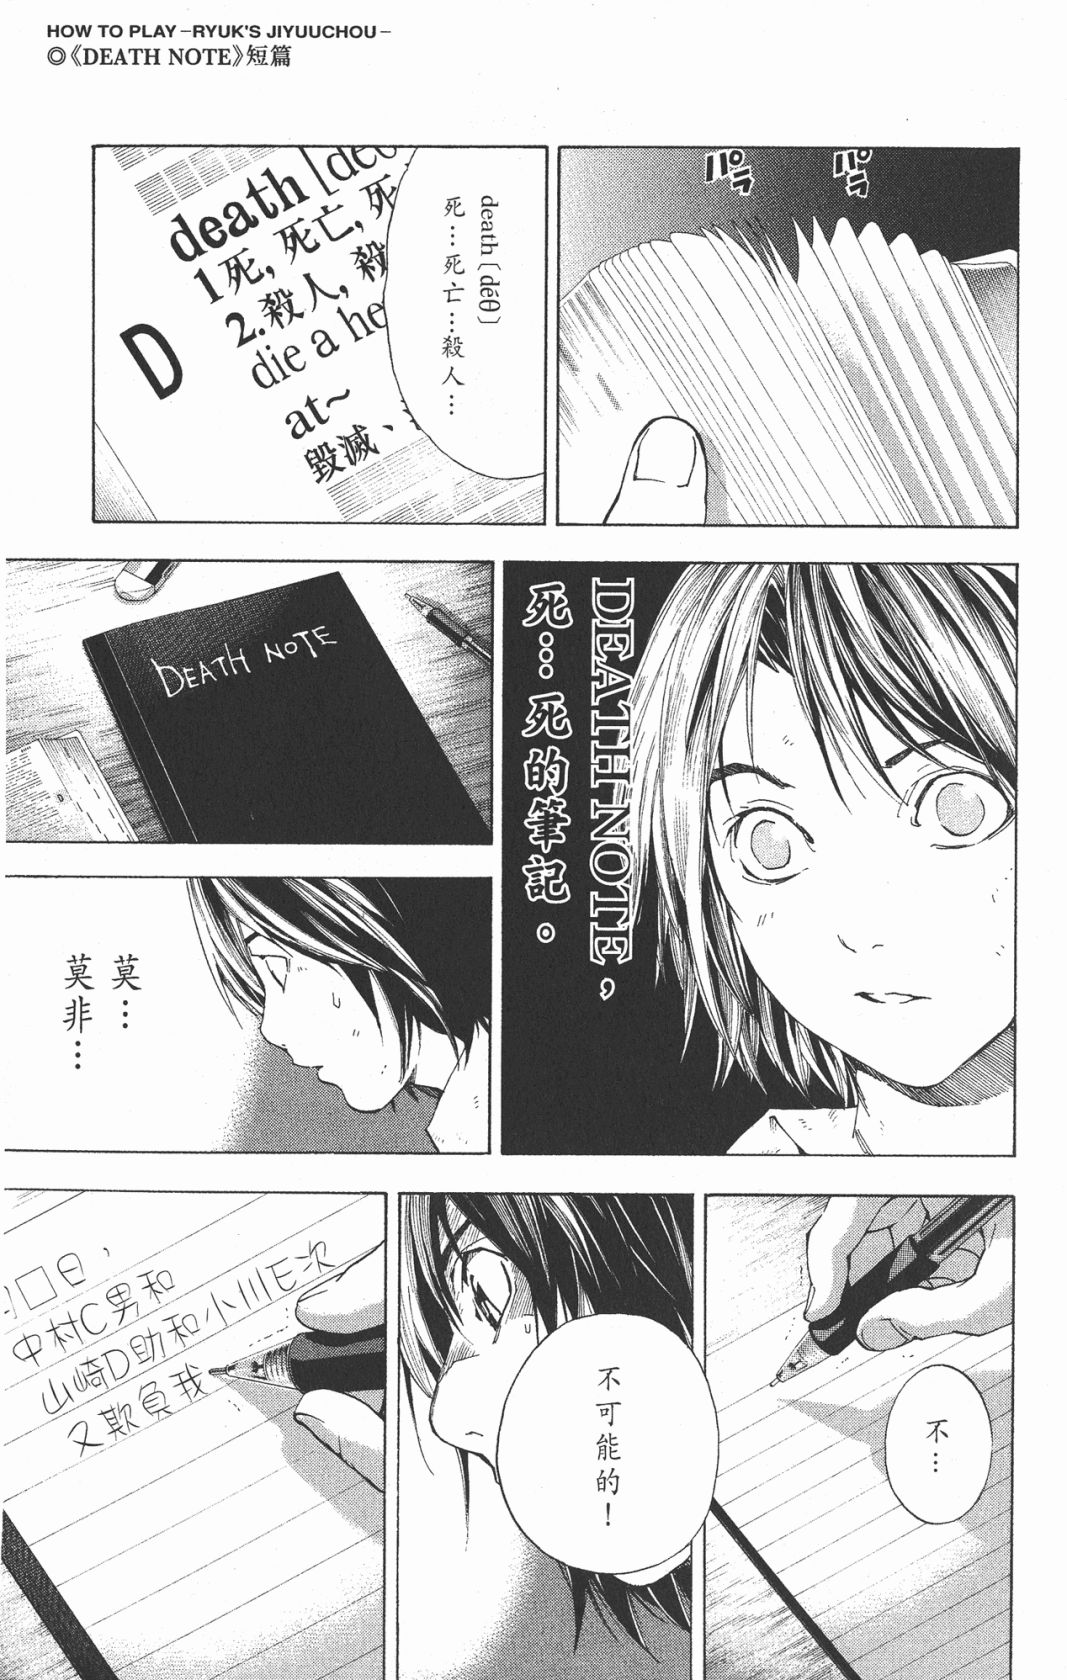 HOW TO PLAY－RYUK'S JIYUUCHOU－
◎《DEATH NOTE》短篇
パラ
パラ
death〔déθ〕
死…死亡…殺人…
death [deθ
1死，死亡，死
2.殺人，殺
die a he
at~
毀滅、
D
DEATH NOTE，
死…死的筆記。
DEATH NOTE
莫…
莫非…
不…
不可能的！
囗日，
中村C男和
山崎D助和小川E次
又欺負我